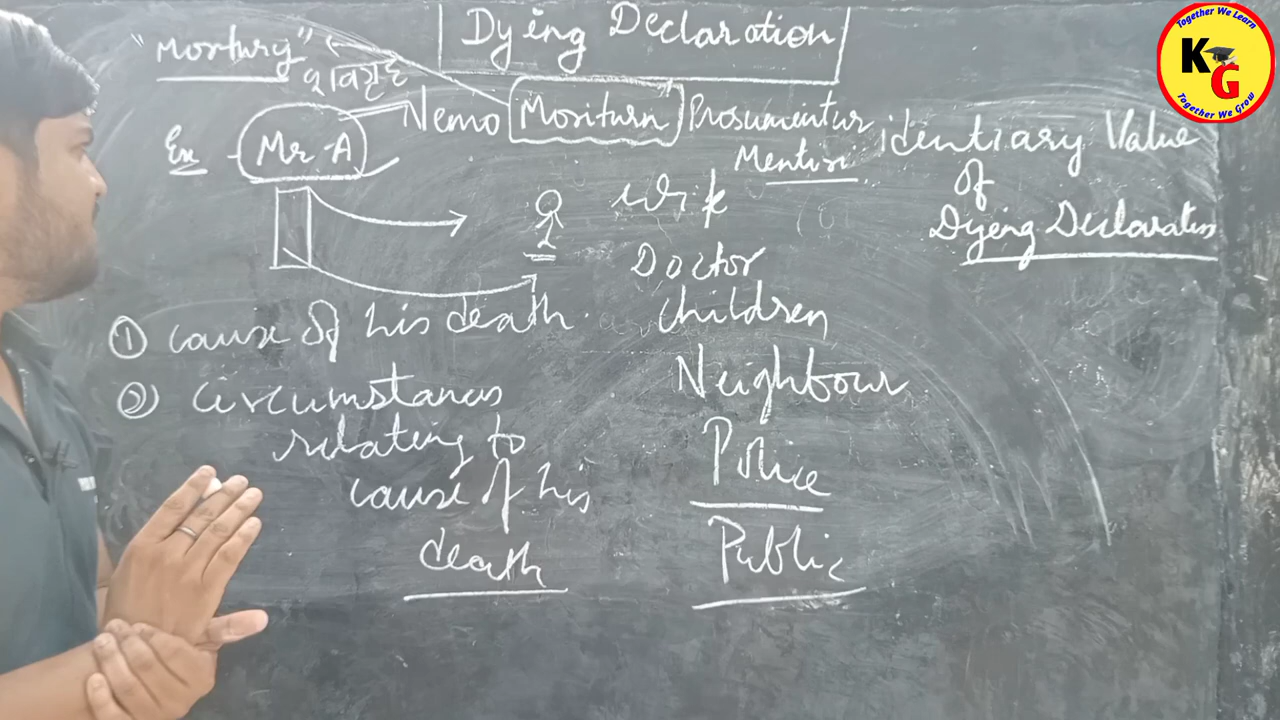 Dying Declaration
"Mortury"
शवगृह
Nemo Moriturn Prosumuntur
Mentiri
Ex - Mr A
identiary Value
of
Dying Declaration
Wife
Doctor
Children
Neighbour
Police
Public
① cause of his death.
② Circumstances
relating to
cause of his
death
Together We Learn
KG
Together We Grow